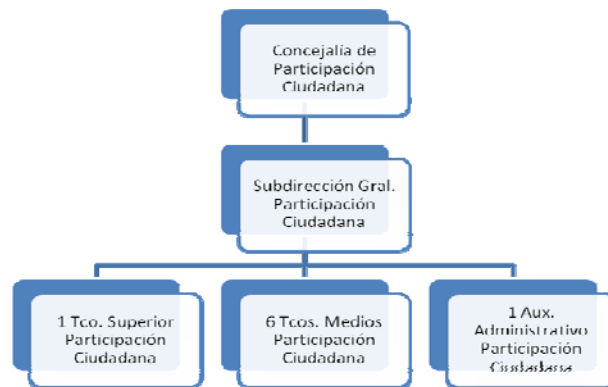 Concejalía de
Participación
Ciudadana
Subdirección Gral.
Participación
Ciudadana
1 Tco. Superior
Participación
Ciudadana
6 Tcos. Medios
Participación
Ciudadana
1 Aux.
Administrativo
Participación
Ciudadana